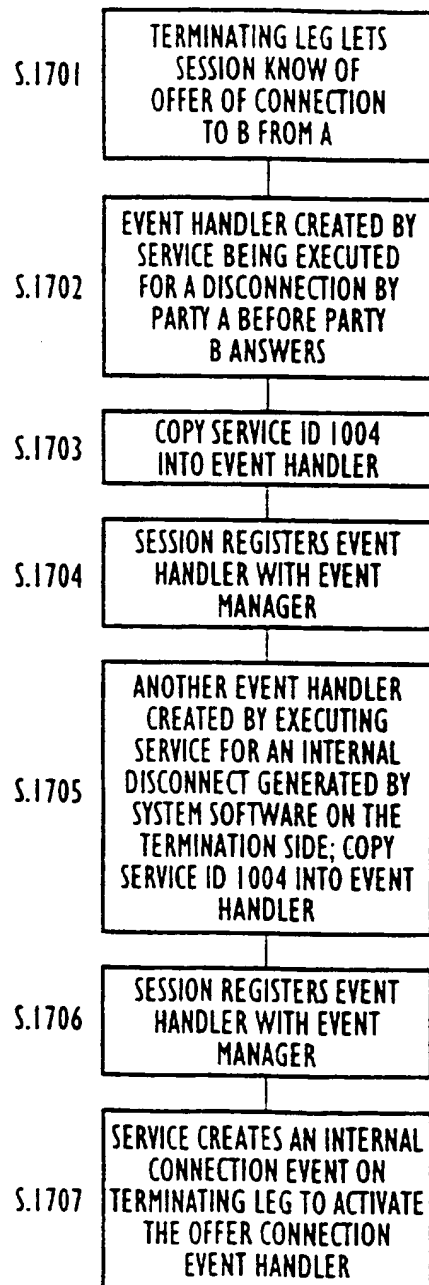 S.1701
TERMINATING LEG LETS
SESSION KNOW OF
OFFER OF CONNECTION
TO B FROM A
S.1702
EVENT HANDLER CREATED BY
SERVICE BEING EXECUTED
FOR A DISCONNECTION BY
PARTY A BEFORE PARTY
B ANSWERS
S.1703
COPY SERVICE ID 1004
INTO EVENT HANDLER
S.1704
SESSION REGISTERS EVENT
HANDLER WITH EVENT
MANAGER
S.1705
ANOTHER EVENT HANDLER
CREATED BY EXECUTING
SERVICE FOR AN INTERNAL
DISCONNECT GENERATED BY
SYSTEM SOFTWARE ON THE
TERMINATION SIDE; COPY
SERVICE ID 1004 INTO EVENT
HANDLER
S.1706
SESSION REGISTERS EVENT
HANDLER WITH EVENT
MANAGER
S.1707
SERVICE CREATES AN INTERNAL
CONNECTION EVENT ON
TERMINATING LEG TO ACTIVATE
THE OFFER CONNECTION
EVENT HANDLER